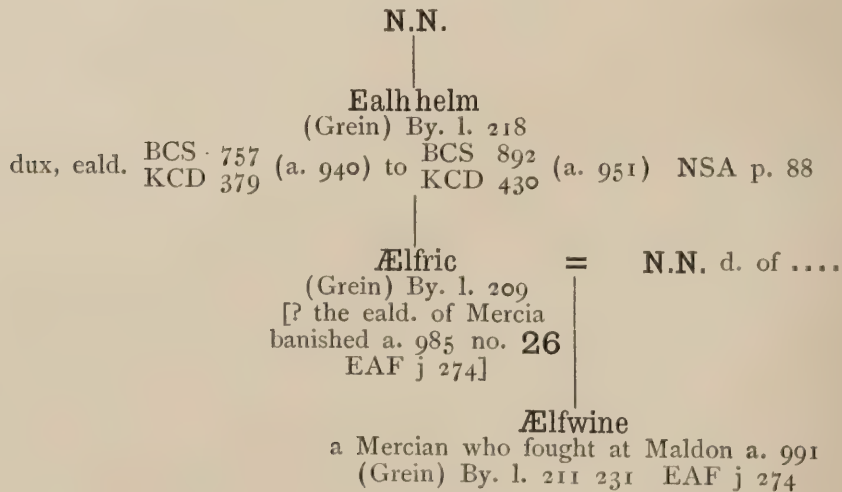 N.N.
Ealhhelm
(Grein) By. l. 218
dux, eald. BCS · 757 (a. 940) to BCS 892 (a. 951) NSA p. 88
KCD 379 KCD 430
Ælfric = N.N. d. of ....
(Grein) By. l. 209
[? the eald. of Mercia
banished a. 985 no. 26
EAF j 274]
Ælfwine
a Mercian who fought at Maldon a. 991
(Grein) By. l. 211 231 EAF j 274